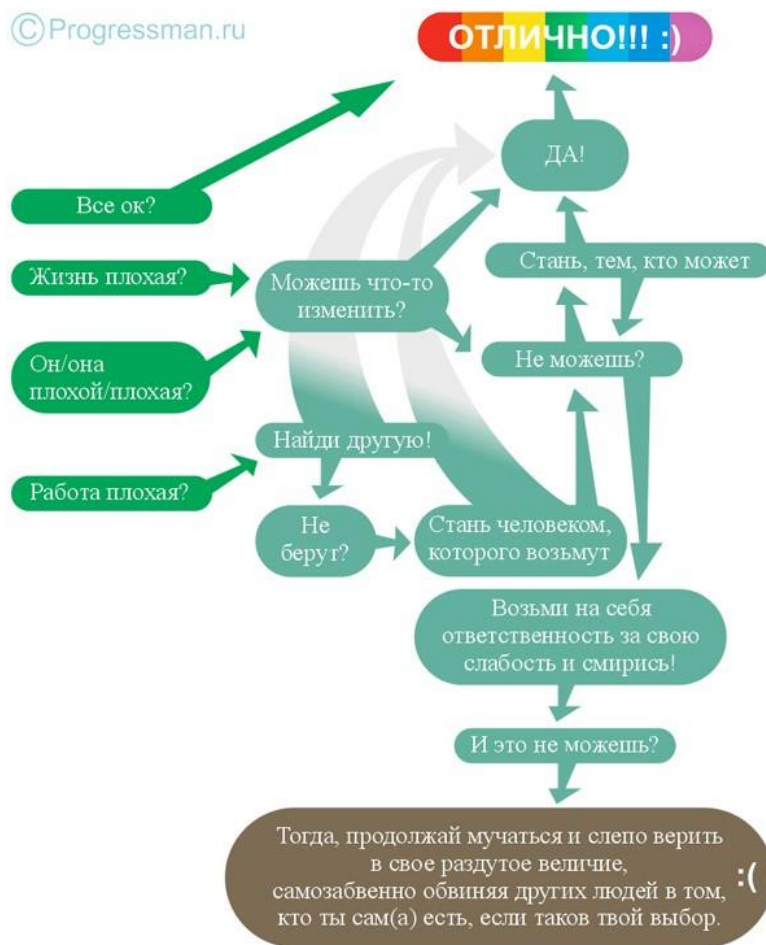 © Progressman.ru
ОТЛИЧНО!!! :)
ДА!
Все ок?
Стань, тем, кто может
Жизнь плохая?
Можешь что-то
изменить?
Не можешь?
Он/она
плохой/плохая?
Найди другую!
Работа плохая?
Не
берут?
Стань человеком,
которого возьмут
Возьми на себя
ответственность за свою
слабость и смирись!
И это не можешь?
Тогда, продолжай мучаться и слепо верить
в свое раздутое величие,
самозабвенно обвиняя других людей в том,
кто ты сам(а) есть, если таков твой выбор.
:(